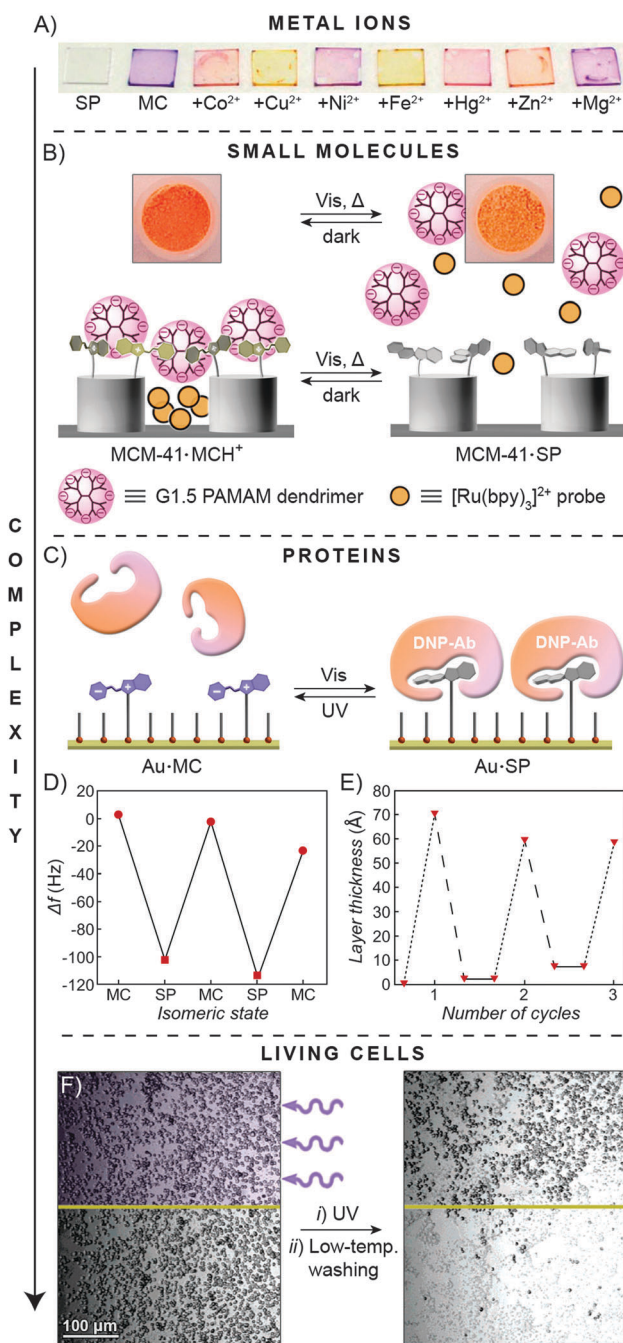 A)
METAL IONS
SP MC +Co²⁺ +Cu²⁺ +Ni²⁺ +Fe²⁺ +Hg²⁺ +Zn²⁺ +Mg²⁺
B)
SMALL MOLECULES
Vis, Δ
dark
Vis, Δ
dark
MCM-41·MCH⁺
MCM-41·SP
≡ G1.5 PAMAM dendrimer
≡ [Ru(bpy)₃]²⁺ probe
COMPLEXITY
C)
PROTEINS
DNP-Ab
DNP-Ab
Vis
UV
Au·MC
Au·SP
D)
Δf (Hz)
20
0
-20
-40
-60
-80
-100
-120
MC SP MC SP MC
Isomeric state
E)
Layer thickness (Å)
80
70
60
50
40
30
20
10
0
1 2 3
Number of cycles
LIVING CELLS
F)
i) UV
ii) Low-temp.
washing
100 µm